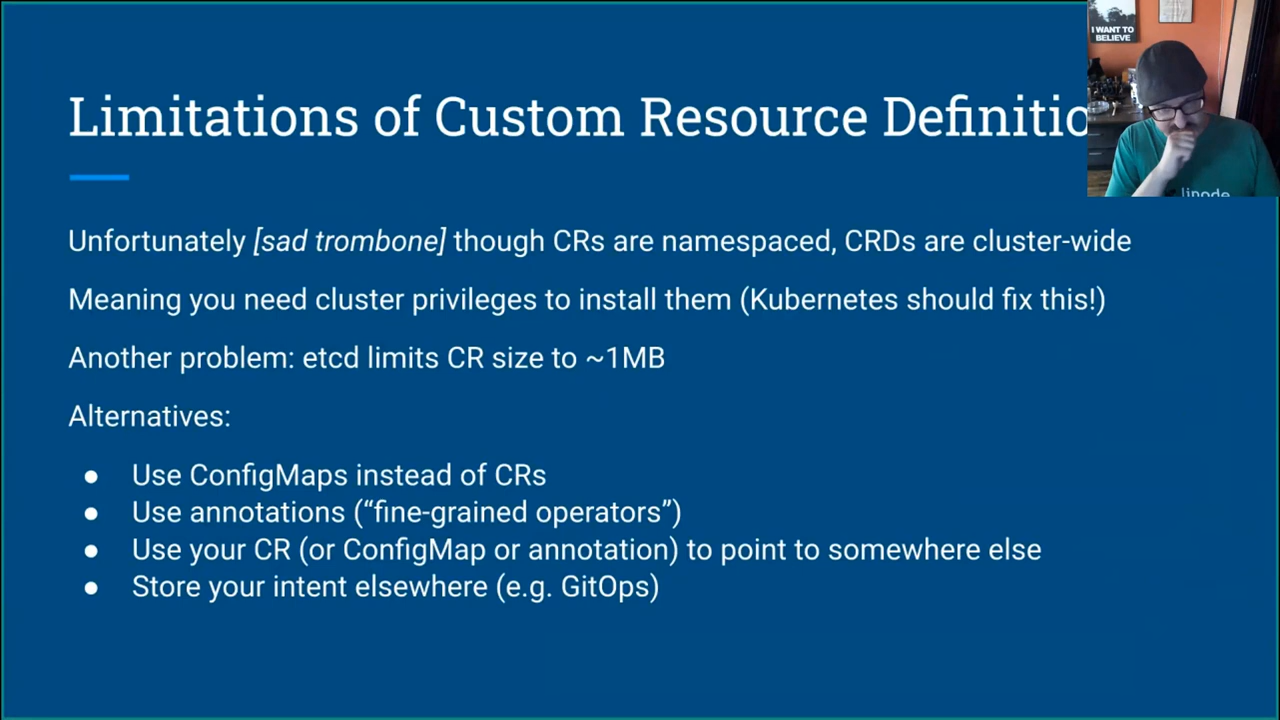 Limitations of Custom Resource Definitio
I WANT TO
BELIEVE
linode
Unfortunately [sad trombone] though CRs are namespaced, CRDs are cluster-wide
Meaning you need cluster privileges to install them (Kubernetes should fix this!)
Another problem: etcd limits CR size to ~1MB
Alternatives:
● Use ConfigMaps instead of CRs
● Use annotations (“fine-grained operators”)
● Use your CR (or ConfigMap or annotation) to point to somewhere else
● Store your intent elsewhere (e.g. GitOps)